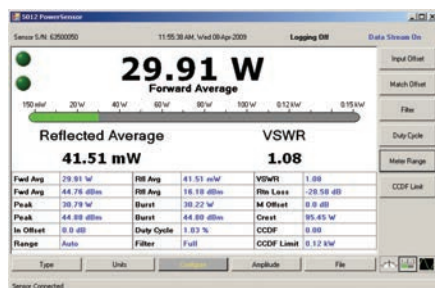 5012 PowerSensor
Sensor S/N 63500050 11:55:38 AM, Wed 08-Apr-2009 Logging Off Data Stream On
29.91 W
Forward Average
150 mW 20 W 40 W 60 W 80 W 100 W 0.12 kW 0.15 kW
Reflected Average VSWR
41.51 mW 1.08
Fwd Avg 29.91 W Rfl Avg 41.51 mW VSWR 1.08
Fwd Avg 44.76 dBm Rfl Avg 16.18 dBm Rtn Loss -28.58 dB
Peak 30.79 W Burst 30.22 W M Offset 0.0 dB
Peak 44.88 dBm Burst 44.80 dBm Crest 95.45 W
In Offset 0.0 dB Duty Cycle 1.03 % CCDF 0.00
Range Auto Filter Full CCDF Limit 0.12 kW
Input Offset
Match Offset
Filter
Duty Cycle
Meter Range
CCDF Limit
Type Units Configure Amplitude File
Sensor Connected